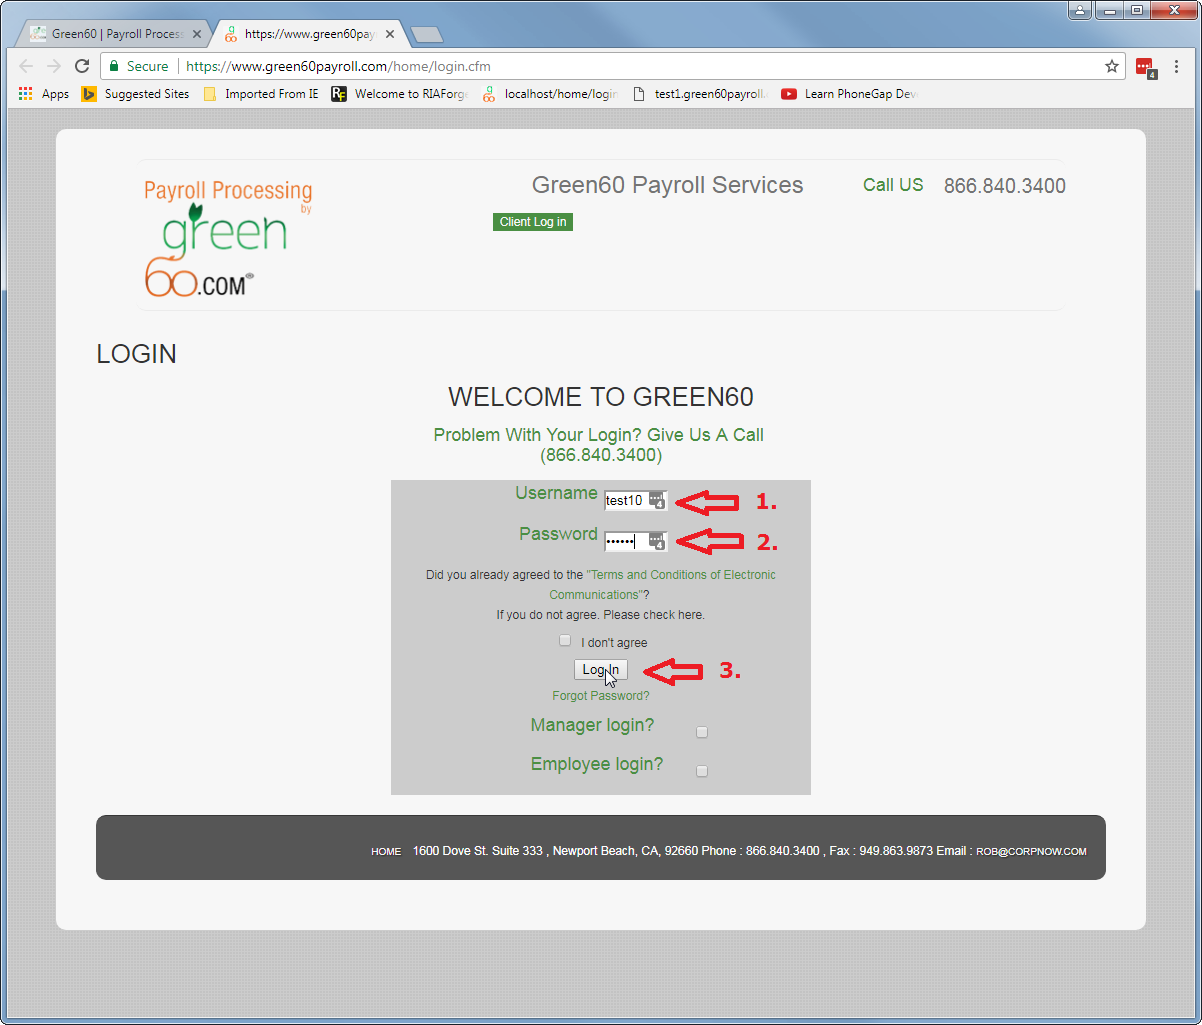 Green60 | Payroll Process
https://www.green60pay
Secure
https://www.green60payroll.com/home/login.cfm
4
Apps
Suggested Sites
Imported From IE
RF
Welcome to RIAForge
localhost/home/login
test1.green60payroll.
Learn PhoneGap Dev
Payroll Processing
by
green
60.COM®
Green60 Payroll Services
Call US
866.840.3400
Client Log in
LOGIN
WELCOME TO GREEN60
Problem With Your Login? Give Us A Call
(866.840.3400)
Username
test10
4
1.
Password
••••••
4
2.
Did you already agreed to the "Terms and Conditions of Electronic
Communications"?
If you do not agree. Please check here.
I don't agree
Log In
3.
Forgot Password?
Manager login?
Employee login?
HOME 1600 Dove St. Suite 333 , Newport Beach, CA, 92660 Phone : 866.840.3400 , Fax : 949.863.9873 Email : ROB@CORPNOW.COM